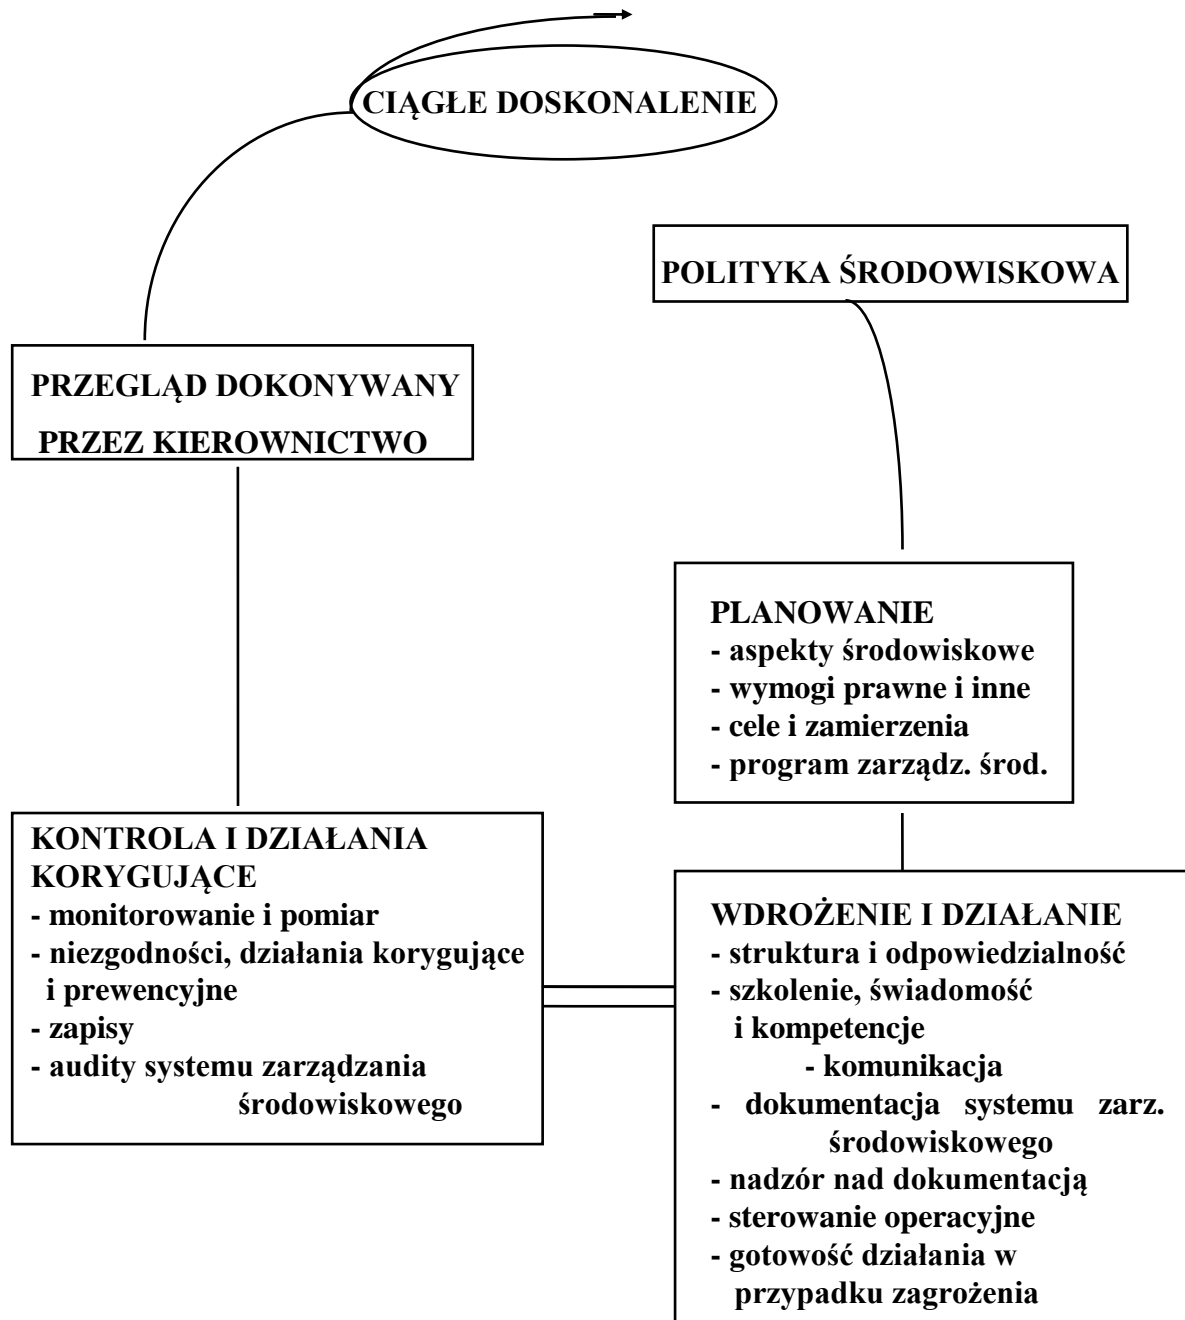 CIĄGŁE DOSKONALENIE
POLITYKA ŚRODOWISKOWA
PRZEGLĄD DOKONYWANY
PRZEZ KIEROWNICTWO
PLANOWANIE
- aspekty środowiskowe
- wymogi prawne i inne
- cele i zamierzenia
- program zarządz. środ.
KONTROLA I DZIAŁANIA
KORYGUJĄCE
- monitorowanie i pomiar
- niezgodności, działania korygujące
i prewencyjne
- zapisy
- audity systemu zarządzania
środowiskowego
WDROŻENIE I DZIAŁANIE
- struktura i odpowiedzialność
- szkolenie, świadomość
i kompetencje
- komunikacja
- dokumentacja systemu zarz.
środowiskowego
- nadzór nad dokumentacją
- sterowanie operacyjne
- gotowość działania w
przypadku zagrożenia